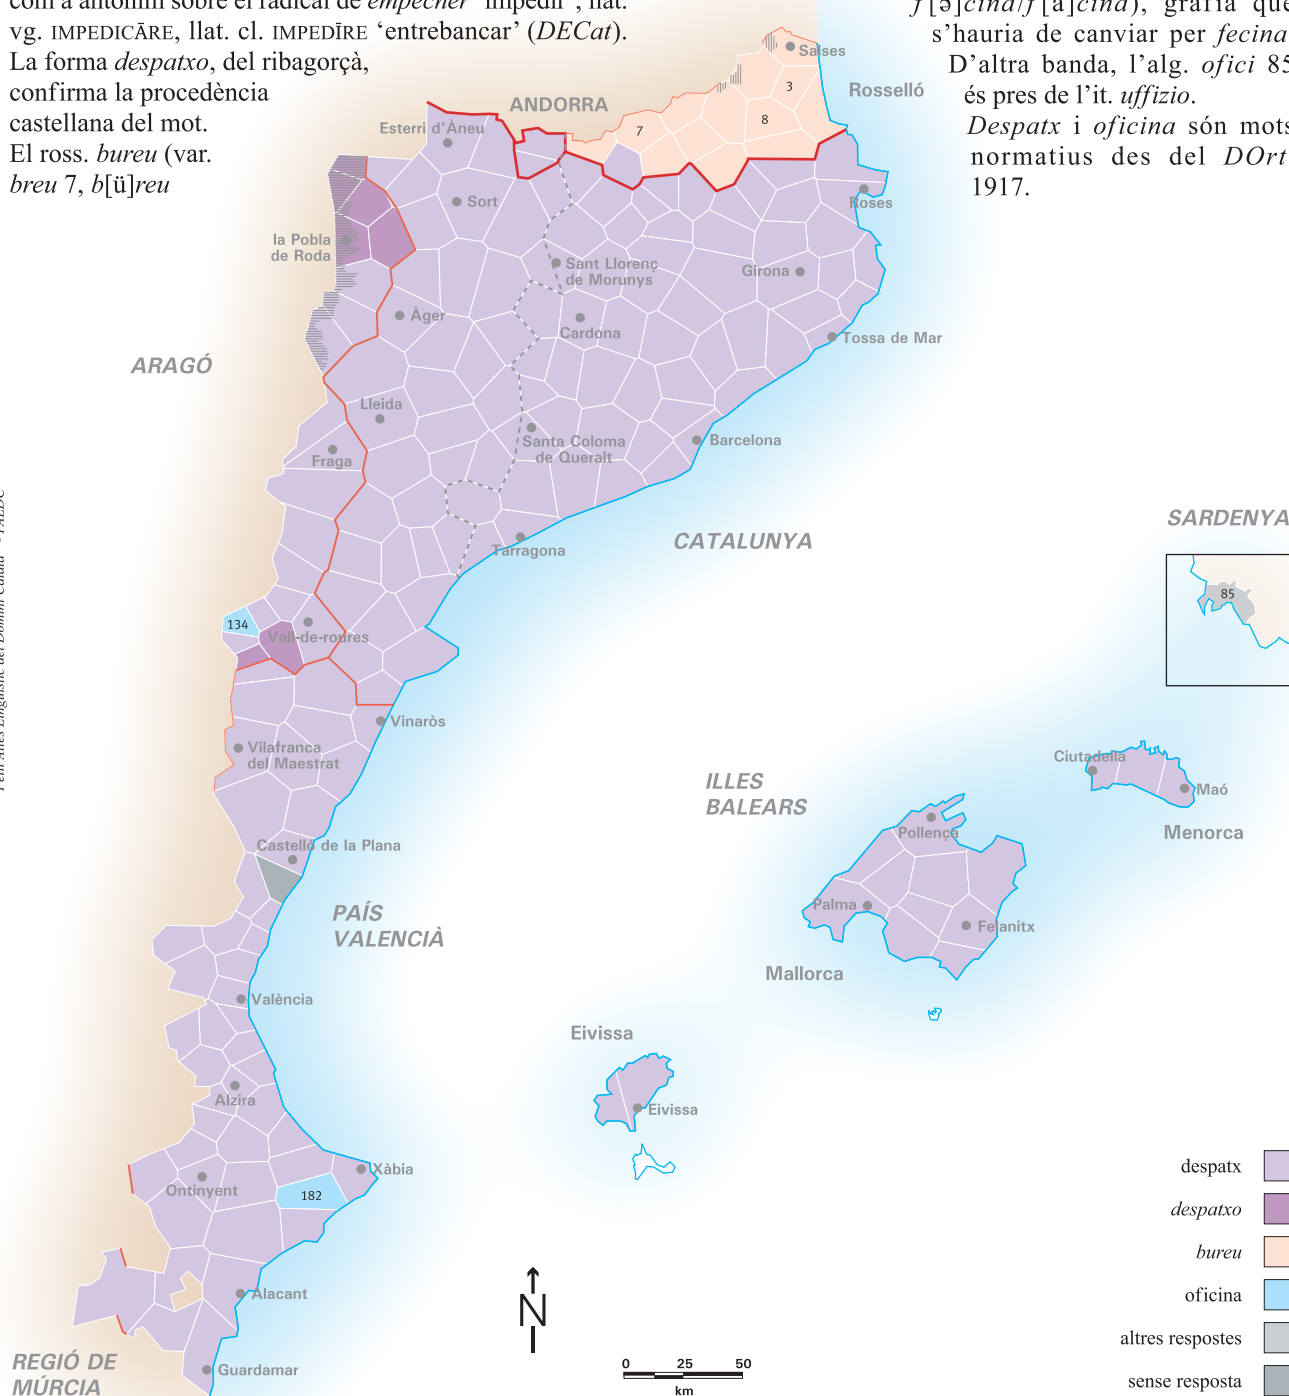 com a antònim sobre el radical de empêcher ‘impedir’, llat.
vg. IMPEDICĀRE, llat. cl. IMPEDĪRE ‘entrebancar’ (DECat).
La forma despatxo, del ribagorçà,
confirma la procedència
castellana del mot.
El ross. bureu (var.
breu 7, b[ü]reu
f[ə]cina/f[a]cina), grafia que
s’hauria de canviar per fecina.
D’altra banda, l’alg. ofici 85
és pres de l’it. uffizio.
Despatx i oficina són mots
normatius des del DOrt
1917.
Salses
3
Rosselló
ANDORRA
8
7
Esterri d’Àneu
Sort
Roses
la Pobla
de Roda
Sant Llorenç
de Morunys
Girona
Àger
Cardona
Tossa de Mar
ARAGÓ
Lleida
Santa Coloma
de Queralt
Barcelona
Fraga
SARDENYA
CATALUNYA
Tarragona
85
134
Vall-de-roures
Vinaròs
Vilafranca
del Maestrat
Ciutadella
Maó
ILLES
BALEARS
Pollença
Menorca
Castelló de la Plana
Palma
PAÍS
VALENCIÀ
Felanitx
Mallorca
València
Eivissa
Alzira
Eivissa
Xàbia
Ontinyent
182
Alacant
Guardamar
REGIÓ DE
MÚRCIA
N
0 25 50
km
despatx
despatxo
bureu
oficina
altres respostes
sense resposta